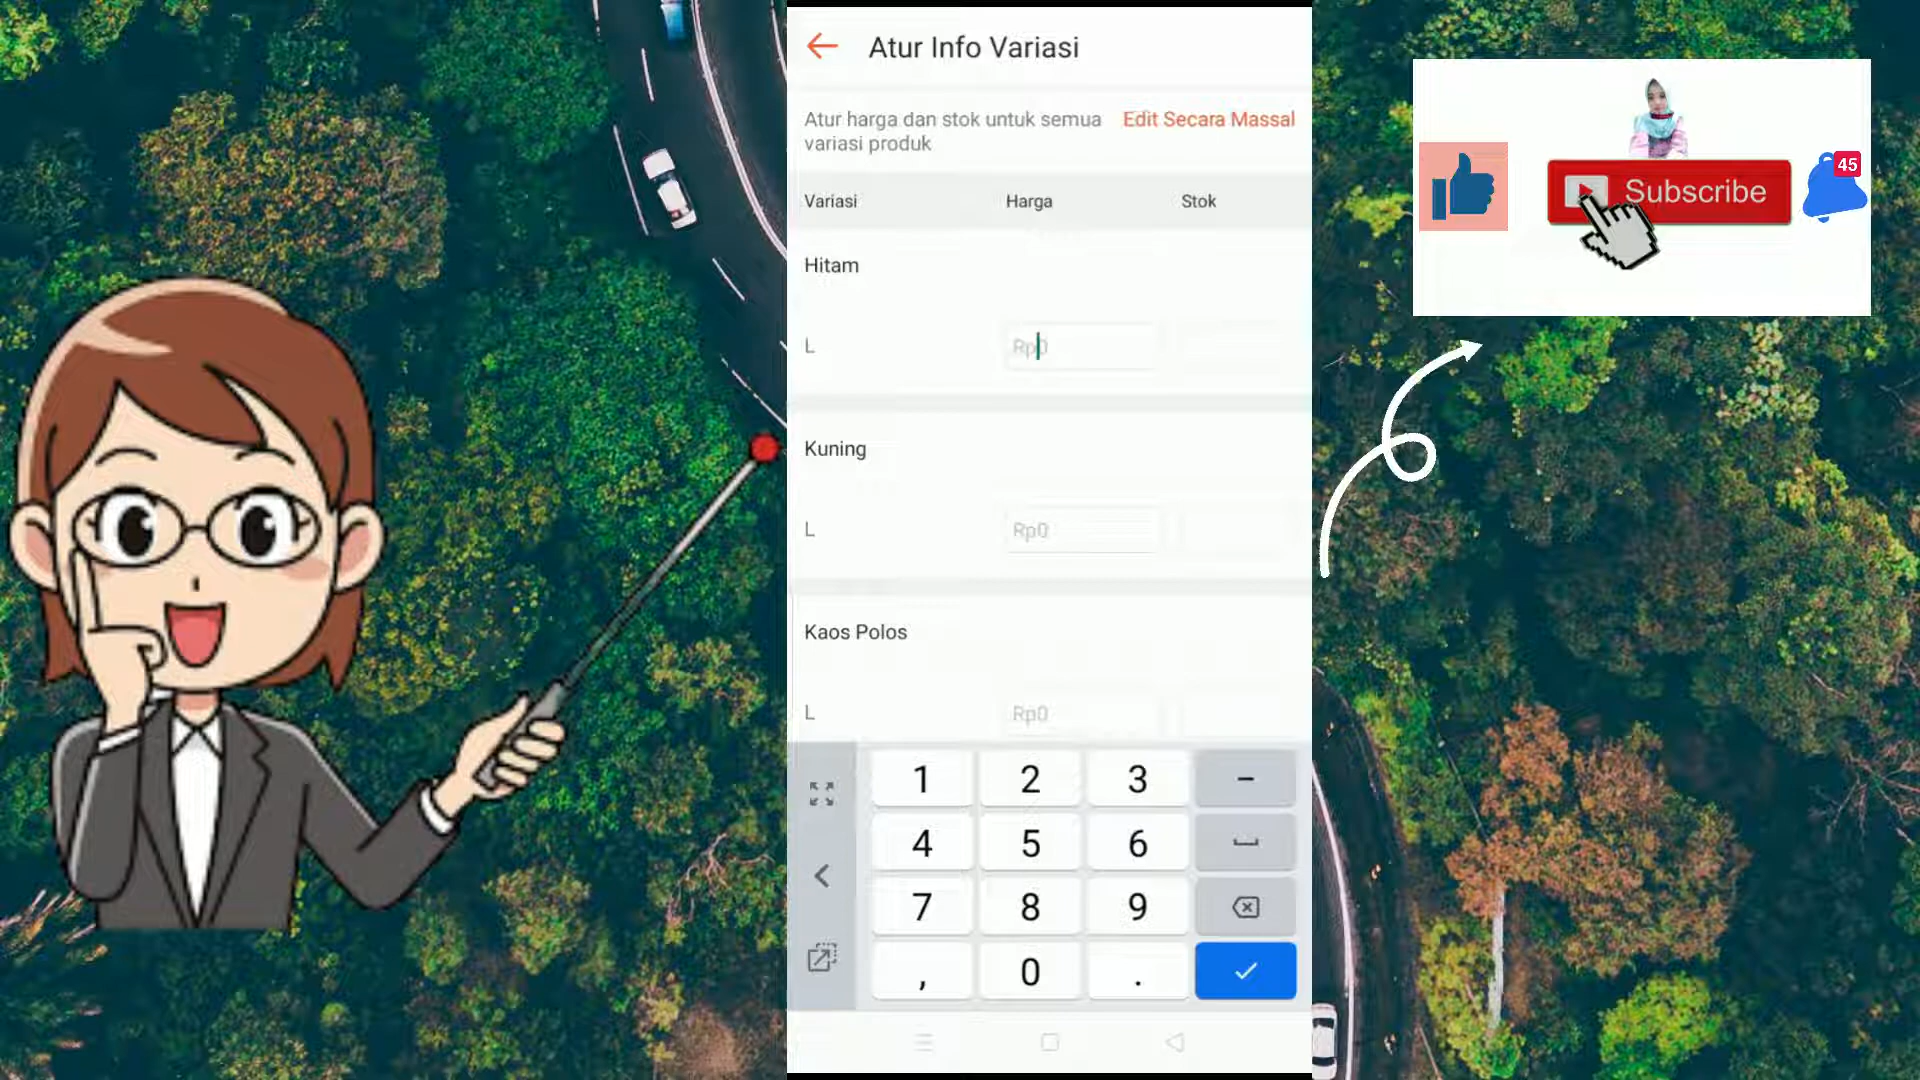 Atur Info Variasi
Atur harga dan stok untuk semua variasi produk
Edit Secara Massal
Variasi Harga Stok
Hitam
L Rp0
Kuning
L Rp0
Kaos Polos
L Rp0
1 2 3 -
4 5 6
7 8 9
, 0 .
45
Subscribe